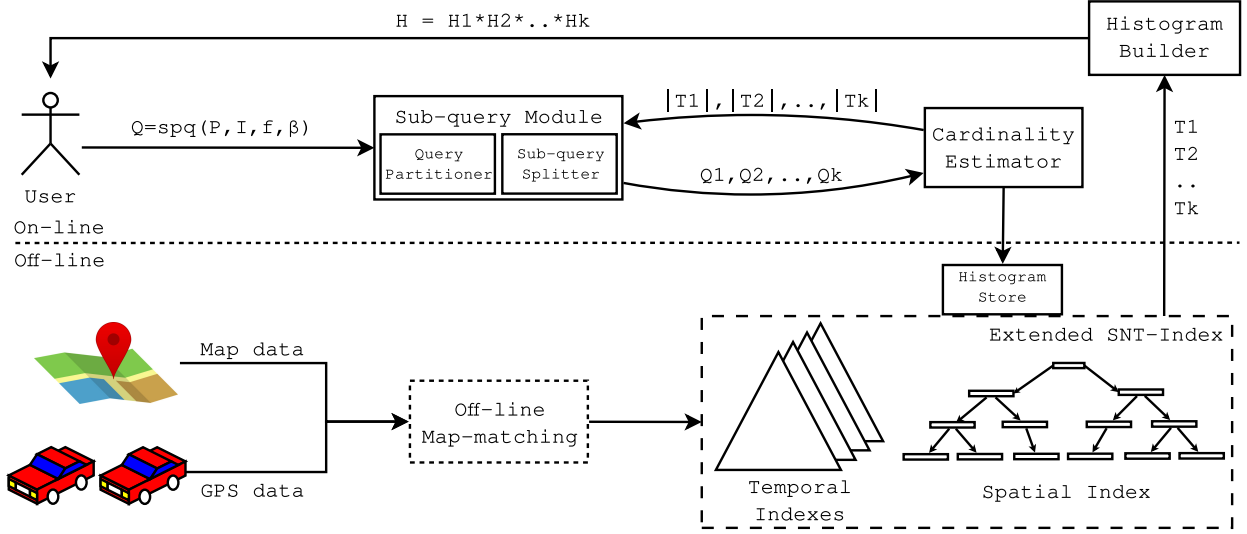 H = H1*H2*..*Hk
Histogram
Builder
|T1|,|T2|,..,|Tk|
Q=spq(P,I,f,β)
Sub-query Module
Query
Partitioner
Sub-query
Splitter
Cardinality
Estimator
Q1,Q2,..,Qk
T1
T2
..
Tk
User
On-line
Off-line
Histogram
Store
Extended SNT-Index
Map data
Off-line
Map-matching
GPS data
Temporal
Indexes
Spatial Index